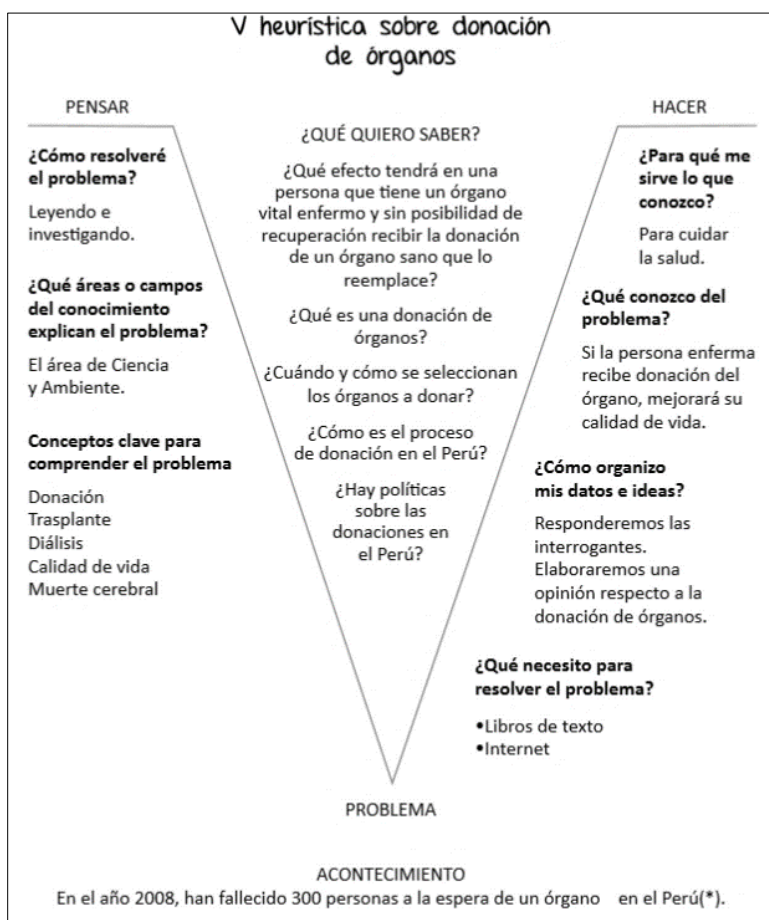 V heurística sobre donación
de órganos
PENSAR
¿Cómo resolveré
el problema?
Leyendo e
investigando.
¿Qué áreas o campos
del conocimiento
explican el problema?
El área de Ciencia
y Ambiente.
Conceptos clave para
comprender el problema
Donación
Trasplante
Diálisis
Calidad de vida
Muerte cerebral
¿QUÉ QUIERO SABER?
¿Qué efecto tendrá en una
persona que tiene un órgano
vital enfermo y sin posibilidad de
recuperación recibir la donación
de un órgano sano que lo
reemplace?
¿Qué es una donación de
órganos?
¿Cuándo y cómo se seleccionan
los órganos a donar?
¿Cómo es el proceso
de donación en el Perú?
¿Hay políticas
sobre las
donaciones en
el Perú?
HACER
¿Para qué me
sirve lo que
conozco?
Para cuidar
la salud.
¿Qué conozco del
problema?
Si la persona enferma
recibe donación del
órgano, mejorará su
calidad de vida.
¿Cómo organizo
mis datos e ideas?
Responderemos las
interrogantes.
Elaboraremos una
opinión respecto a la
donación de órganos.
¿Qué necesito para
resolver el problema?
•Libros de texto
•Internet
PROBLEMA
ACONTECIMIENTO
En el año 2008, han fallecido 300 personas a la espera de un órgano en el Perú(*).